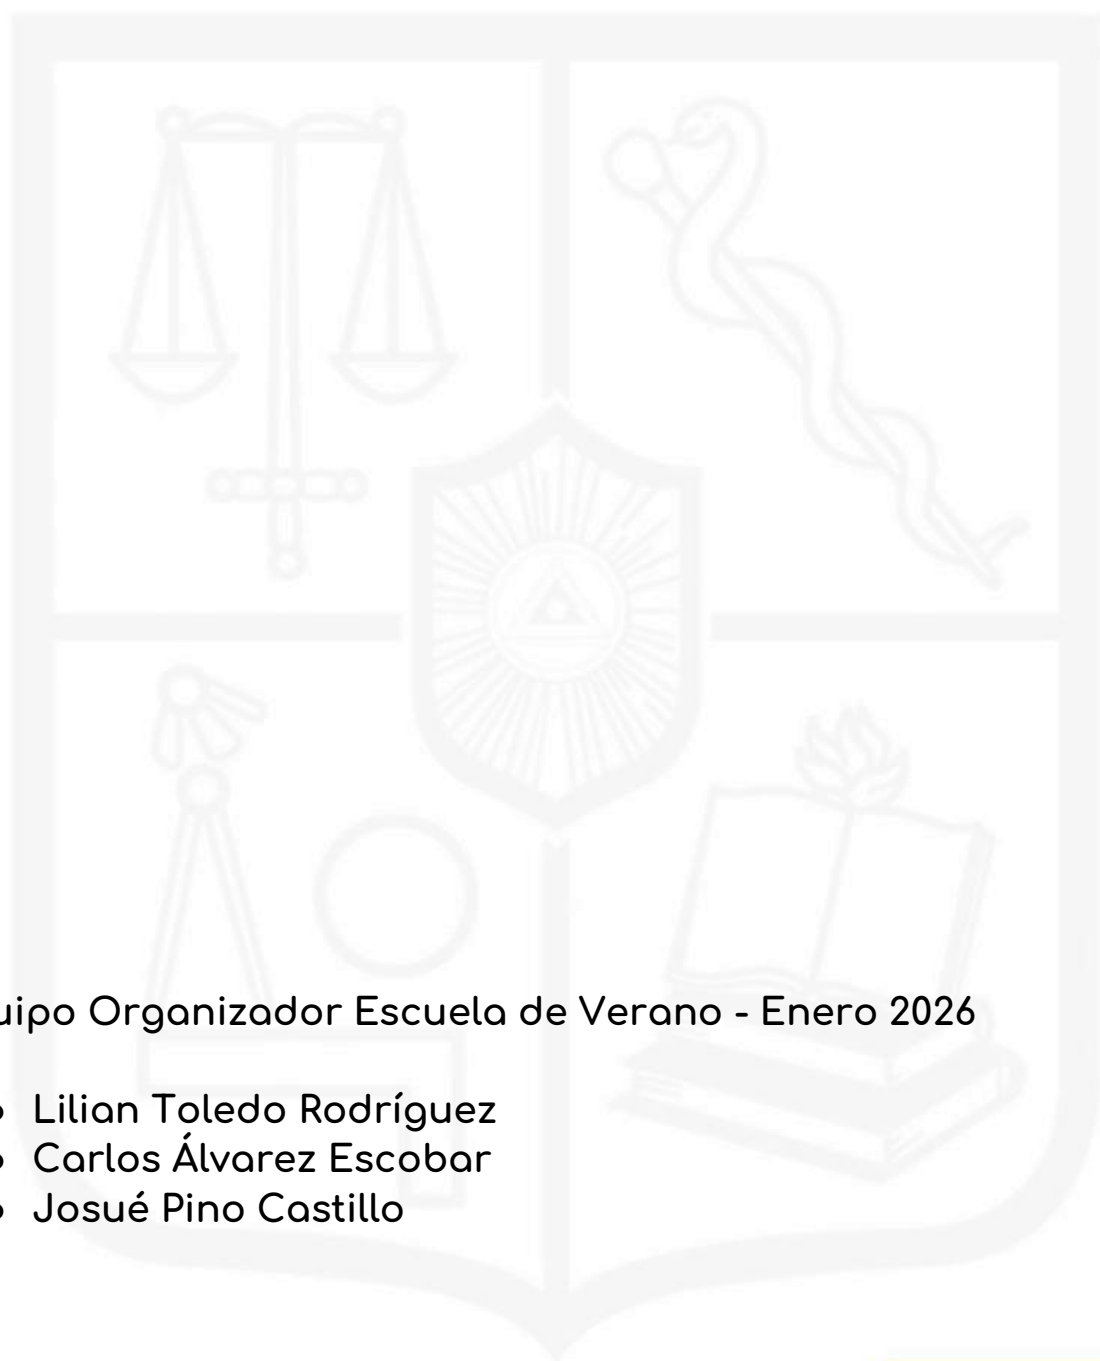 uipo Organizador Escuela de Verano - Enero 2026
• Lilian Toledo Rodríguez
• Carlos Álvarez Escobar
• Josué Pino Castillo